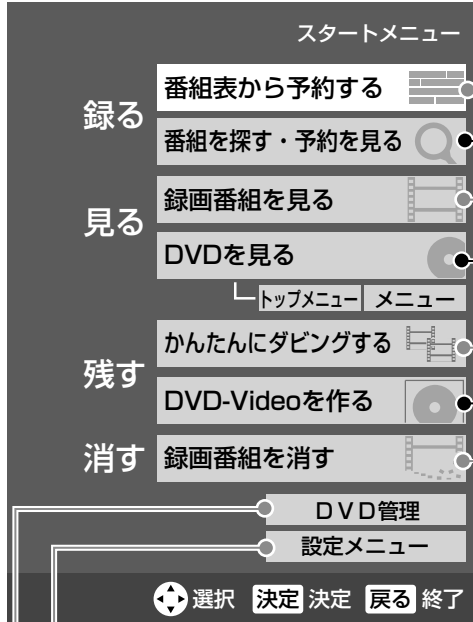 スタートメニュー
録る
番組表から予約する
番組を探す・予約を見る
見る
録画番組を見る
DVDを見る
トップメニュー メニュー
残す
かんたんにダビングする
DVD-Videoを作る
消す 録画番組を消す
ＤＶＤ管理
設定メニュー
選択 決定 決定 戻る 終了